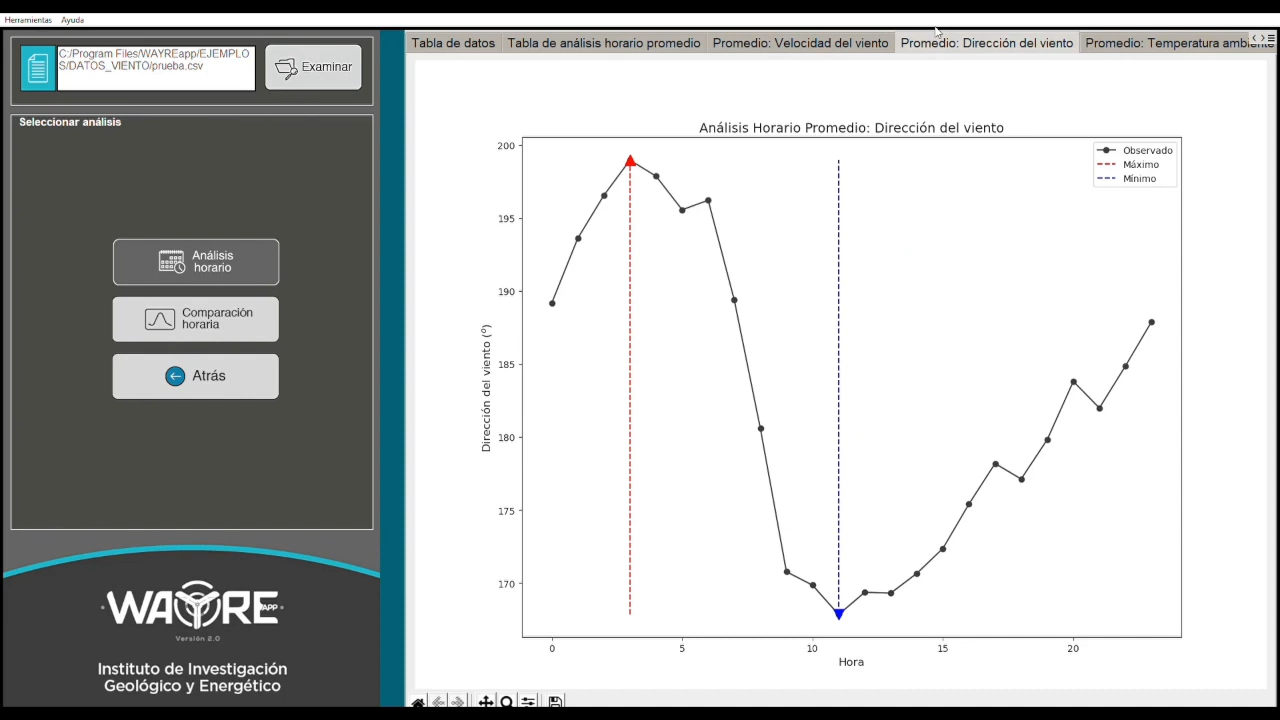 Herramientas Ayuda
C:/Program Files/WAYREapp/EJEMPLO
S/DATOS_VIENTO/prueba.csv
Examinar
Seleccionar análisis
Análisis
horario
Comparación
horaria
Atrás
WAYRE APP
Versión 2.0
Instituto de Investigación
Geológico y Energético
Tabla de datos
Tabla de análisis horario promedio
Promedio: Velocidad del viento
Promedio: Dirección del viento
Promedio: Temperatura ambiente
Análisis Horario Promedio: Dirección del viento
Observado
Máximo
Mínimo
Dirección del viento (º)
200
195
190
185
180
175
170
0 5 10 15 20
Hora